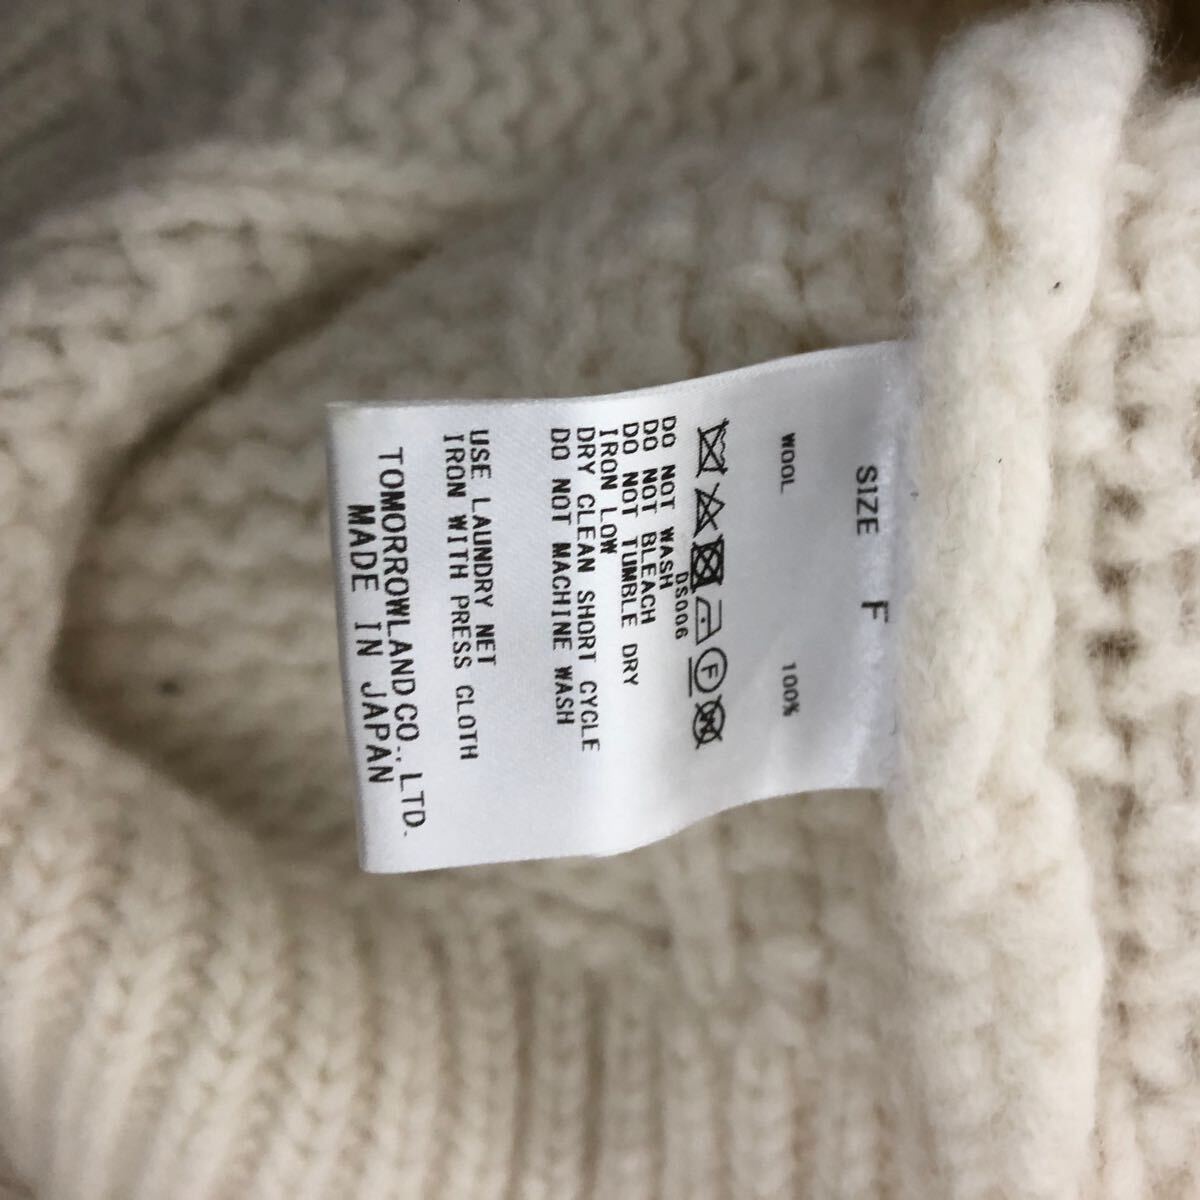 SIZE F
WOOL 100%
F W
DS006
DO NOT WASH
DO NOT BLEACH
DO NOT TUMBLE DRY
IRON LOW
DRY CLEAN SHORT CYCLE
DO NOT MACHINE WASH
USE LAUNDRY NET
IRON WITH PRESS CLOTH
TOMORROWLAND CO., LTD.
MADE IN JAPAN